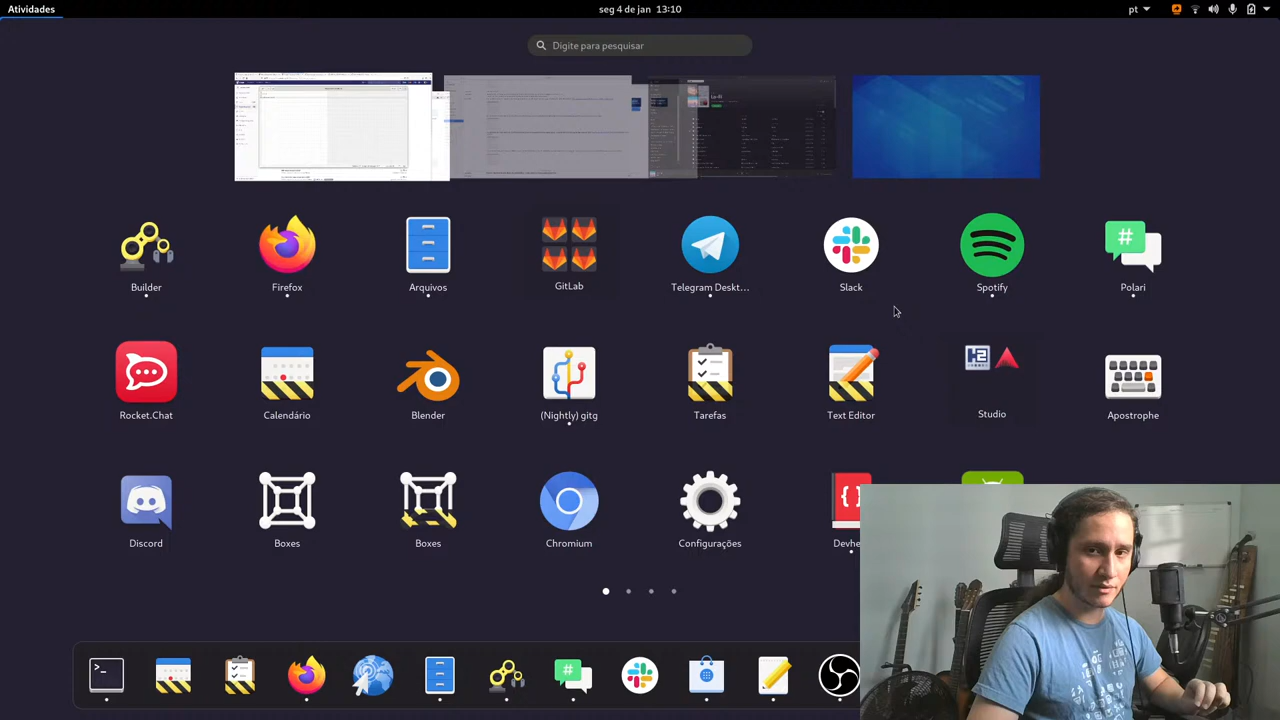 Atividades
seg 4 de jan 13:10
pt
Digite para pesquisar
Builder
Firefox
Arquivos
GitLab
Telegram Deskt...
Slack
Spotify
Polari
Rocket.Chat
Calendário
Blender
(Nightly) gitg
Tarefas
Text Editor
Studio
Apostrophe
Discord
Boxes
Boxes
Chromium
Configurações
Devhe